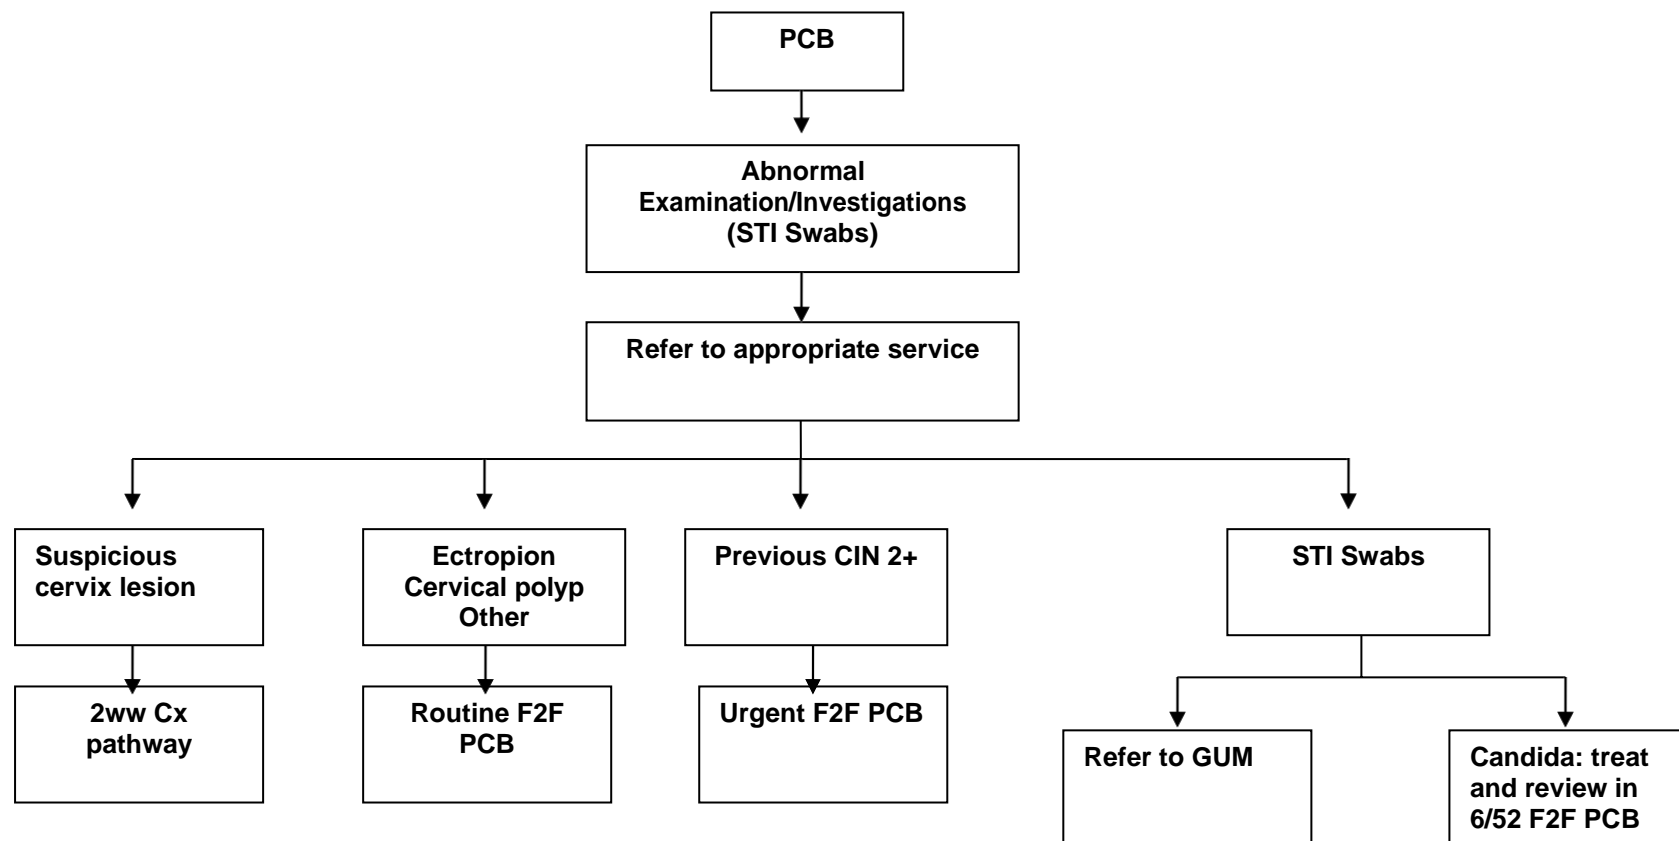 PCB
Abnormal
Examination/Investigations
(STI Swabs)
Refer to appropriate service
Suspicious
cervix lesion
Ectropion
Cervical polyp
Other
Previous CIN 2+
STI Swabs
2ww Cx
pathway
Routine F2F
PCB
Urgent F2F PCB
Refer to GUM
Candida: treat
and review in
6/52 F2F PCB